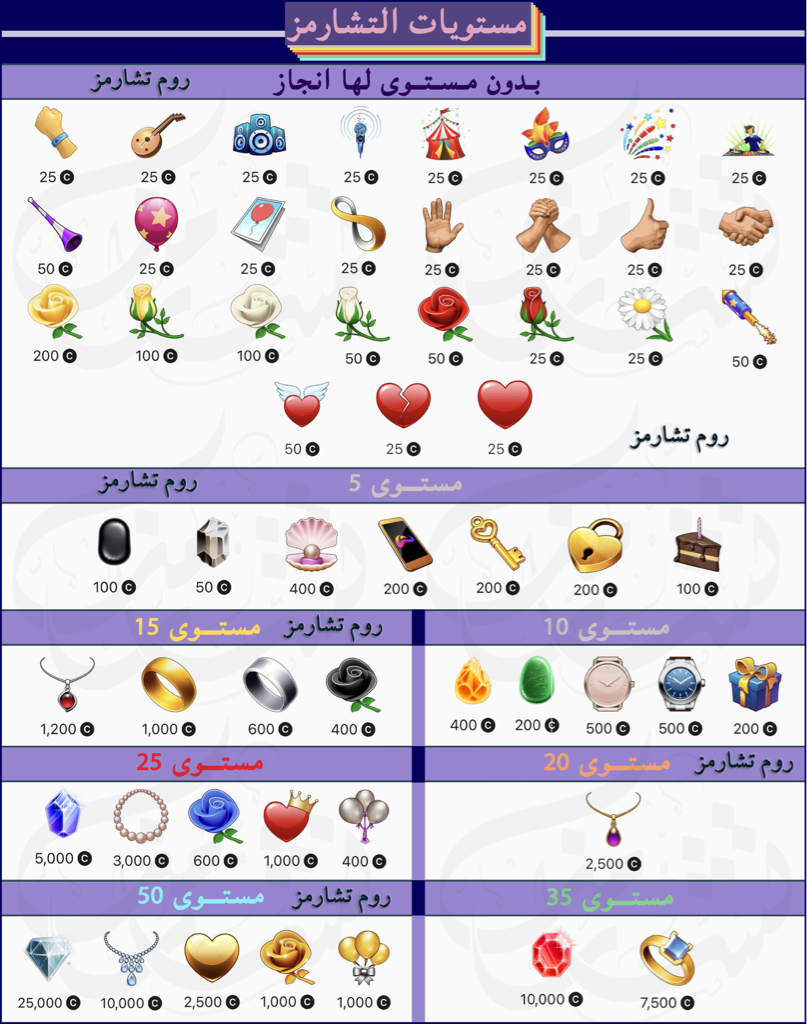 مستويات التشارمز
بدون مستوى لها انجاز روم تشارمز
25 C 25 C 25 C 25 C 25 C 25 C 25 C 25 C
50 C 25 C 25 C 25 C 25 C 25 C 25 C 25 C
200 C 100 C 100 C 50 C 50 C 25 C 25 C 50 C
50 C 25 C 25 C
روم تشارمز
مستوى 5 روم تشارمز
100 C 50 C 400 C 200 C 200 C 200 C 100 C
مستوى 10
400 C 200 C 500 C 500 C 200 C
روم تشارمز مستوى 15
1,200 C 1,000 C 600 C 400 C
روم تشارمز مستوى 20
2,500 C
مستوى 25
5,000 C 3,000 C 600 C 1,000 C 400 C
مستوى 35
10,000 C 7,500 C
روم تشارمز مستوى 50
25,000 C 10,000 C 2,500 C 1,000 C 1,000 C